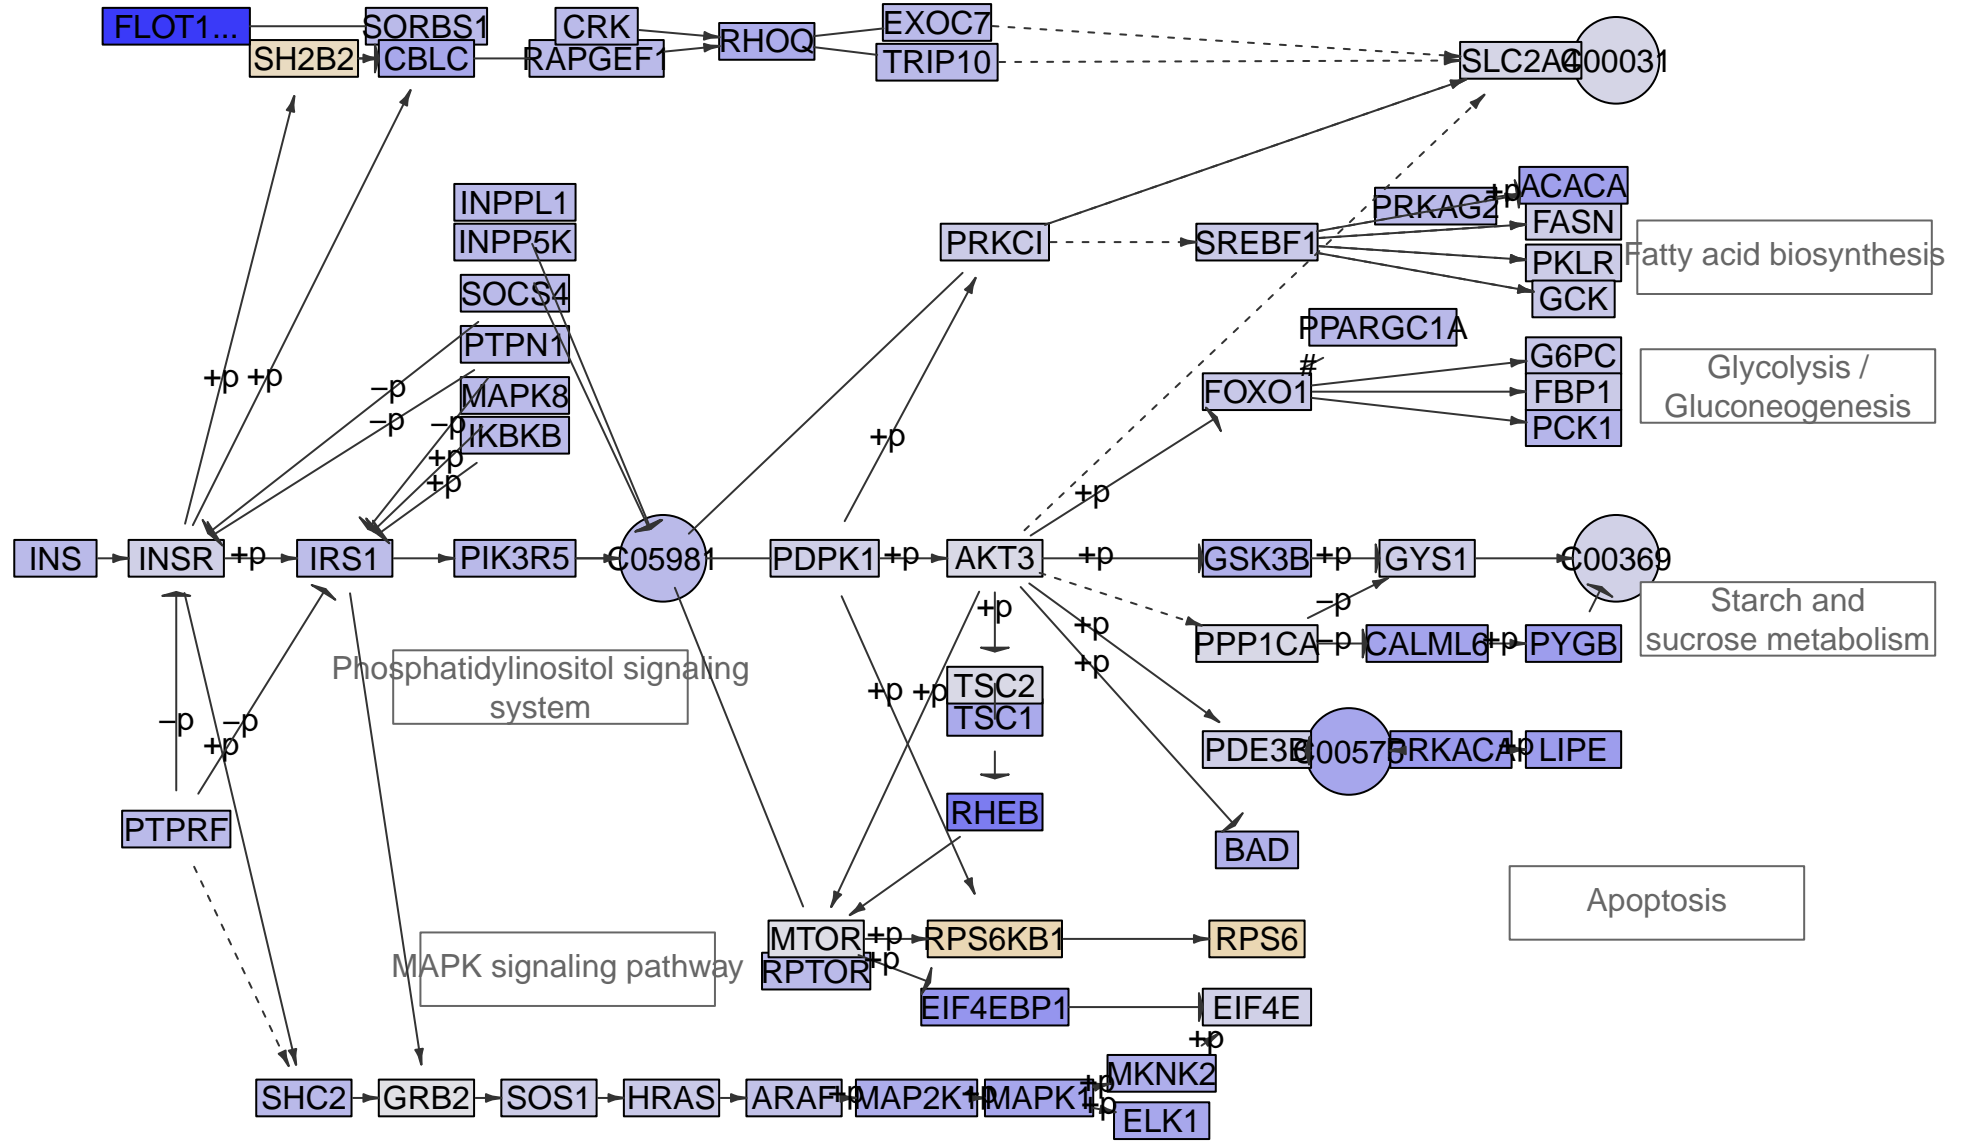 FLOT1...
SORBS1
CRK
EXOC7
SH2B2
CBLC
RAPGEF1
RHOQ
TRIP10
SLC2A4
C00031
INPPL1
INPP5K
SOCS4
PTPN1
MAPK8
IKBKB
PRKCI
SREBF1
PRKAG2
+p
ACACA
FASN
PKLR
GCK
Fatty acid biosynthesis
PPARGC1A
#
FOXO1
G6PC
FBP1
PCK1
Glycolysis /
Gluconeogenesis
+p
+p
–p
–p
–p
+p
+p
+p
+p
INS
INSR
+p
IRS1
PIK3R5
C05981
PDPK1
+p
AKT3
+p
GSK3B
+p
GYS1
C00369
+p
+p
+p
–p
PPP1CA
–p
CALML6
+p
PYGB
Starch and
sucrose metabolism
Phosphatidylinositol signaling
system
–p
–p
+p
+p
+p
TSC2
TSC1
PDE3B
C00575
PRKACA
+p
LIPE
PTPRF
RHEB
BAD
Apoptosis
MAPK signaling pathway
MTOR
+p
RPS6KB1
RPS6
RPTOR
+p
EIF4EBP1
EIF4E
+p
SHC2
GRB2
SOS1
HRAS
ARAF
+p
MAP2K1
+p
MAPK1
+p
+p
MKNK2
ELK1